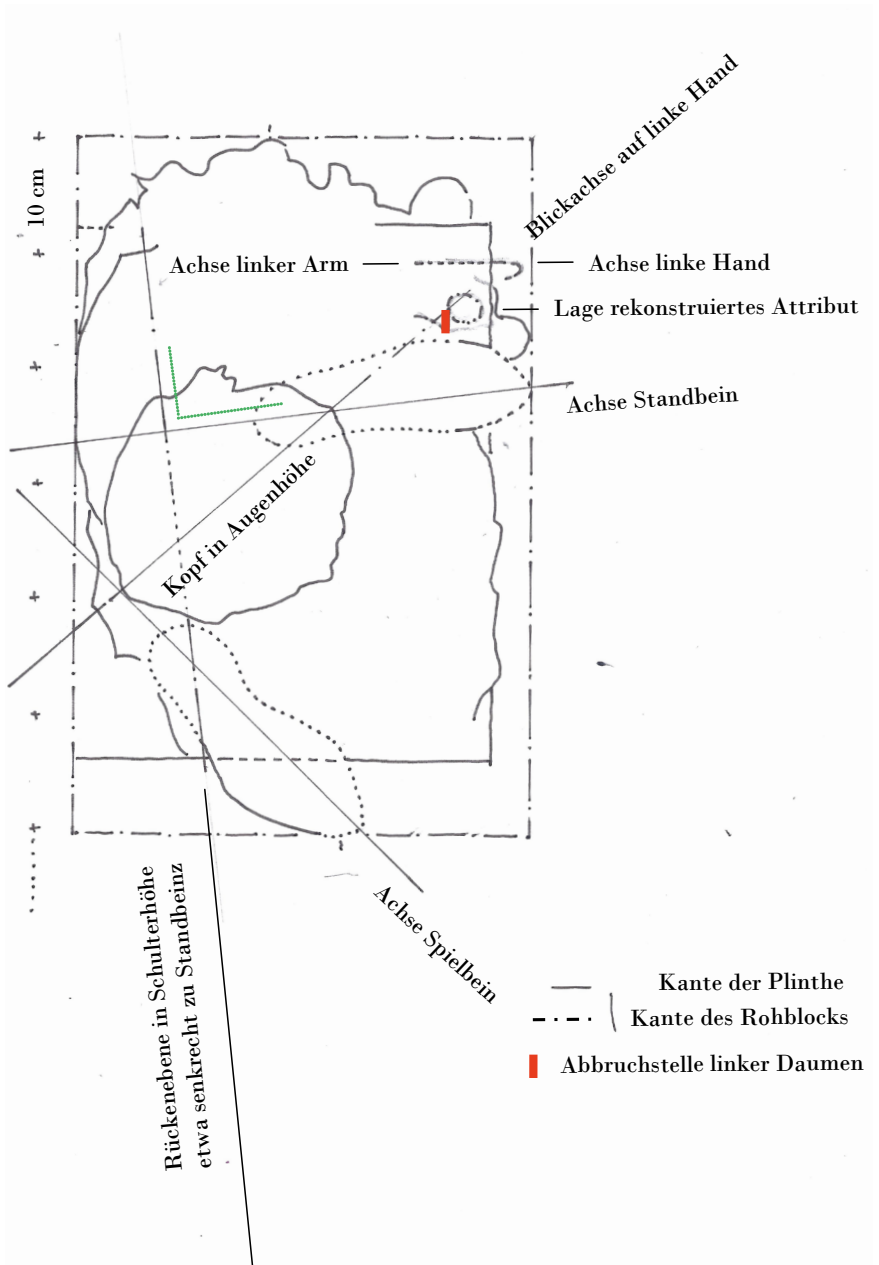 Blickachse auf linke Hand
10 cm
Achse linker Arm
Achse linke Hand
Lage rekonstruiertes Attribut
Achse Standbein
Kopf in Augenhöhe
Rückenebene in Schulterhöhe
etwa senkrecht zu Standbeinz
Achse Spielbein
Kante der Plinthe
Kante des Rohblocks
Abbruchstelle linker Daumen